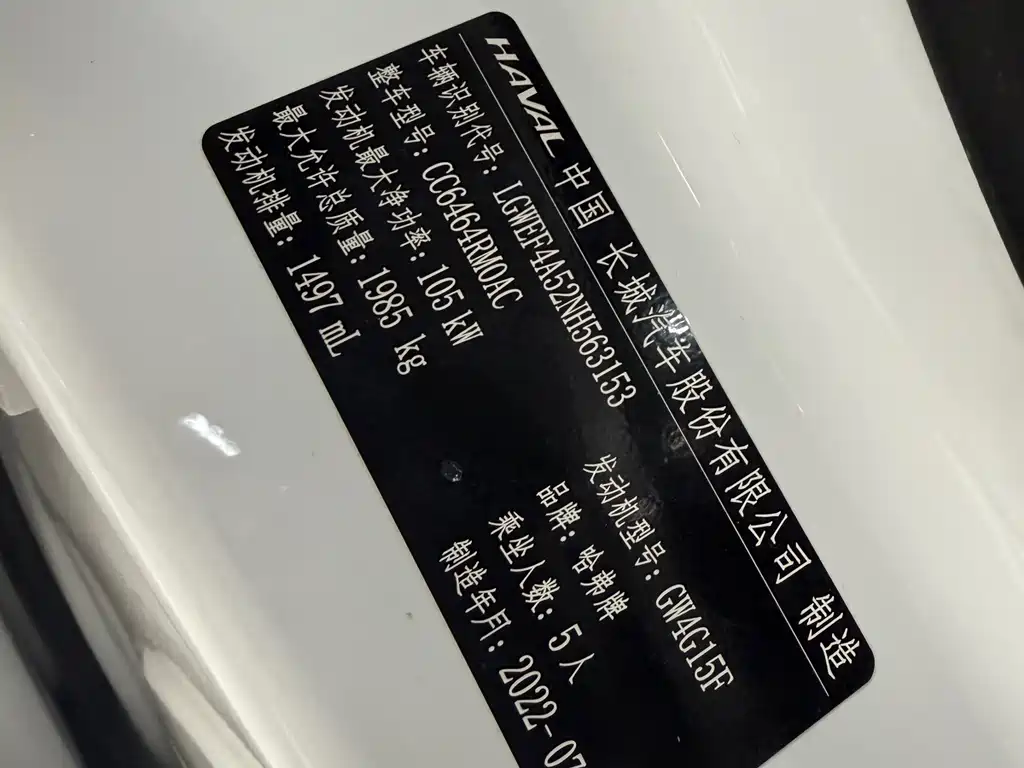 HAVAL 中国 长城汽车股份有限公司 制造
车辆识别代号: LGWEF4A52NH563153
整车型号: CC6464RM0AC 发动机型号: GW4G15F
发动机最大净功率: 105 kW 品牌: 哈弗牌
最大允许总质量: 1985 kg 乘坐人数: 5 人
发动机排量: 1497 mL 制造年月: 2022-07